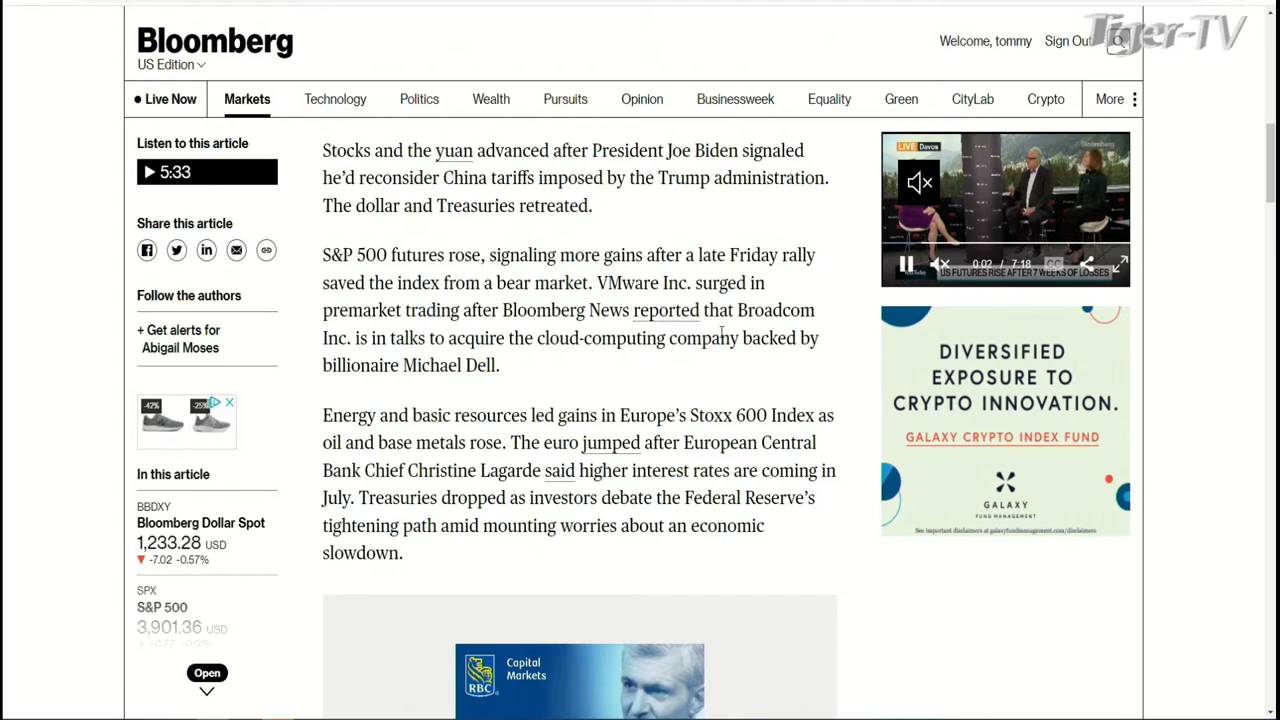 Tiger-TV
Bloomberg
US Edition
Welcome, tommy
Sign Out
Live Now
Markets
Technology
Politics
Wealth
Pursuits
Opinion
Businessweek
Equality
Green
CityLab
Crypto
More
Listen to this article
5:33
Share this article
Follow the authors
+ Get alerts for
Abigail Moses
-42%
-25%
In this article
BBDXY
Bloomberg Dollar Spot
1,233.28 USD
-7.02 -0.57%
SPX
S&P 500
3,901.36 USD
+0.57 +0.01%
Open
Stocks and the yuan advanced after President Joe Biden signaled
he’d reconsider China tariffs imposed by the Trump administration.
The dollar and Treasuries retreated.
S&P 500 futures rose, signaling more gains after a late Friday rally
saved the index from a bear market. VMware Inc. surged in
premarket trading after Bloomberg News reported that Broadcom
Inc. is in talks to acquire the cloud-computing company backed by
billionaire Michael Dell.
Energy and basic resources led gains in Europe’s Stoxx 600 Index as
oil and base metals rose. The euro jumped after European Central
Bank Chief Christine Lagarde said higher interest rates are coming in
July. Treasuries dropped as investors debate the Federal Reserve’s
tightening path amid mounting worries about an economic
slowdown.
RBC
Capital
Markets
LIVE Davos
0:02 / 7:18
CC
US FUTURES RISE AFTER 7 WEEKS OF LOSSES
DIVERSIFIED
EXPOSURE TO
CRYPTO INNOVATION.
GALAXY CRYPTO INDEX FUND
GALAXY
FUND MANAGEMENT
See important disclaimers at galaxyfundmanagement.com/disclaimers